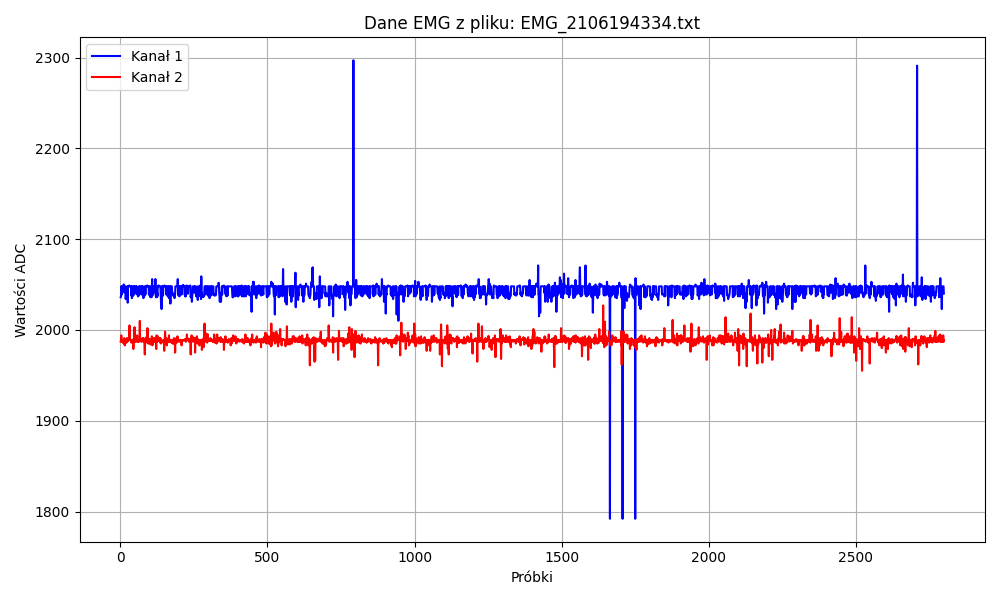 Dane EMG z pliku: EMG_2106194334.txt
Kanał 1
Kanał 2
Wartości ADC
2300
2200
2100
2000
1900
1800
0 500 1000 1500 2000 2500
Próbki